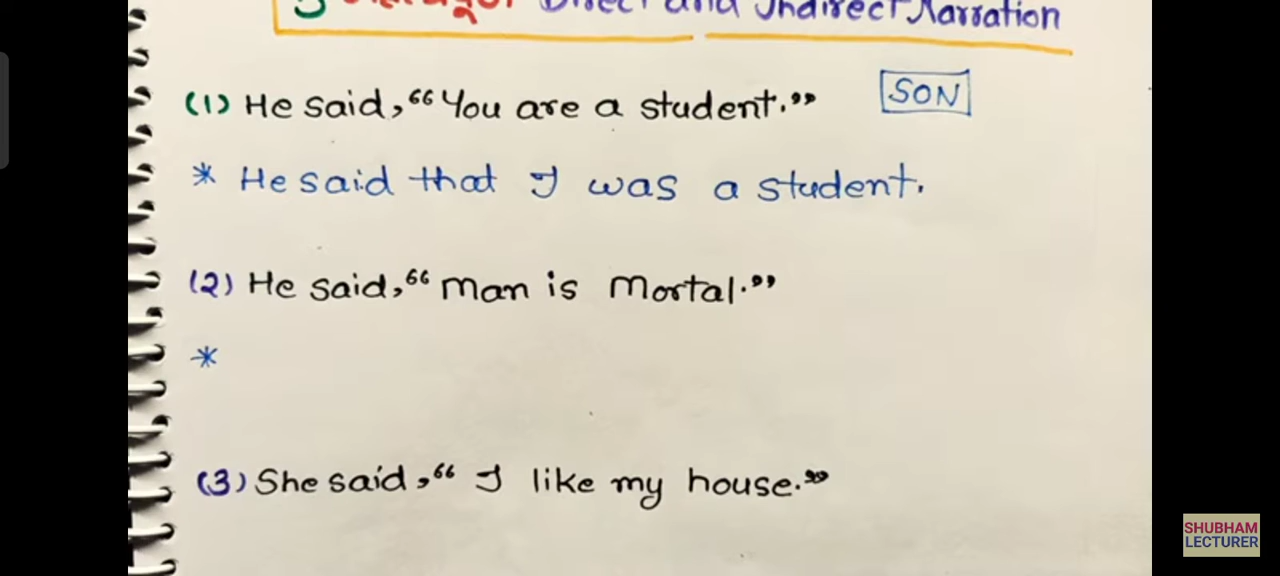 Direct and Indirect Narration
(1) He said, “You are a student.”
SON
* He said that I was a student.
(2) He said, “Man is Mortal.”
*
(3) She said, “I like my house.”
SHUBHAM
LECTURER